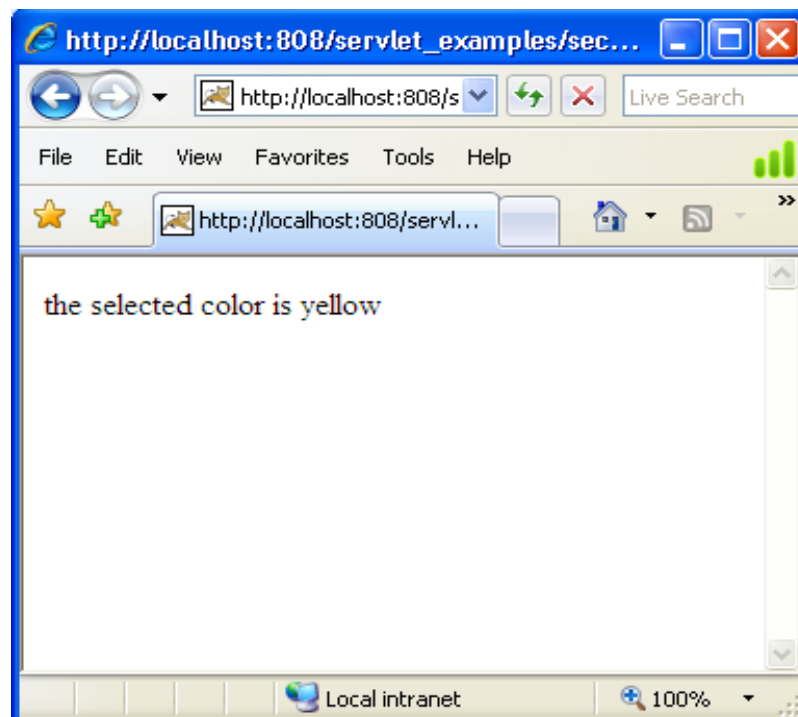 http://localhost:808/servlet_examples/sec...
http://localhost:808/s
Live Search
File Edit View Favorites Tools Help
http://localhost:808/servl...
the selected color is yellow
Local intranet
100%